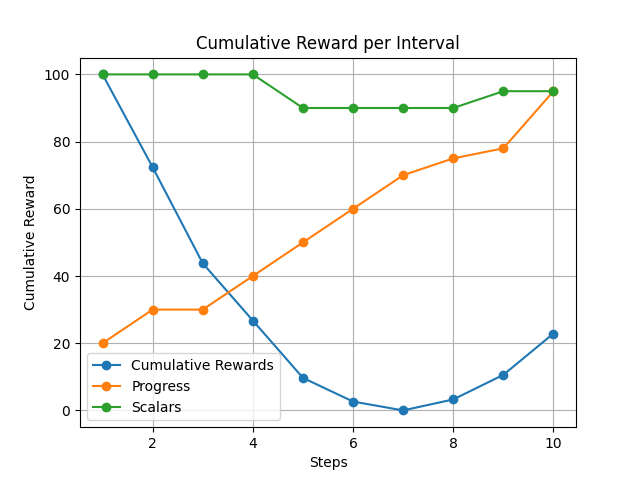 Cumulative Reward per Interval
Cumulative Reward
100
80
60
40
20
0
Cumulative Rewards
Progress
Scalars
2 4 6 8 10
Steps